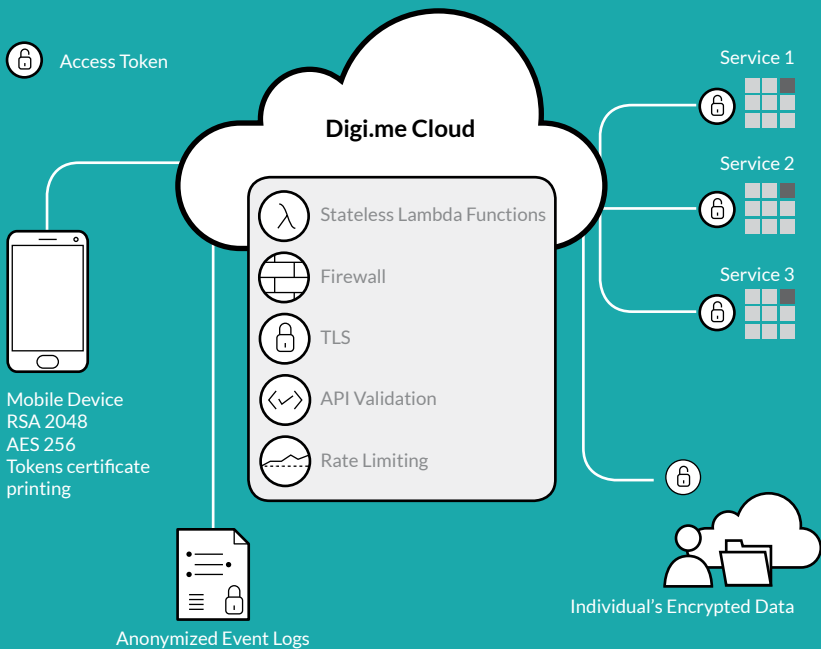 Access Token
Digi.me Cloud
Stateless Lambda Functions
Firewall
TLS
API Validation
Rate Limiting
Service 1
Service 2
Service 3
Mobile Device
RSA 2048
AES 256
Tokens certificate
printing
Individual's Encrypted Data
Anonymized Event Logs